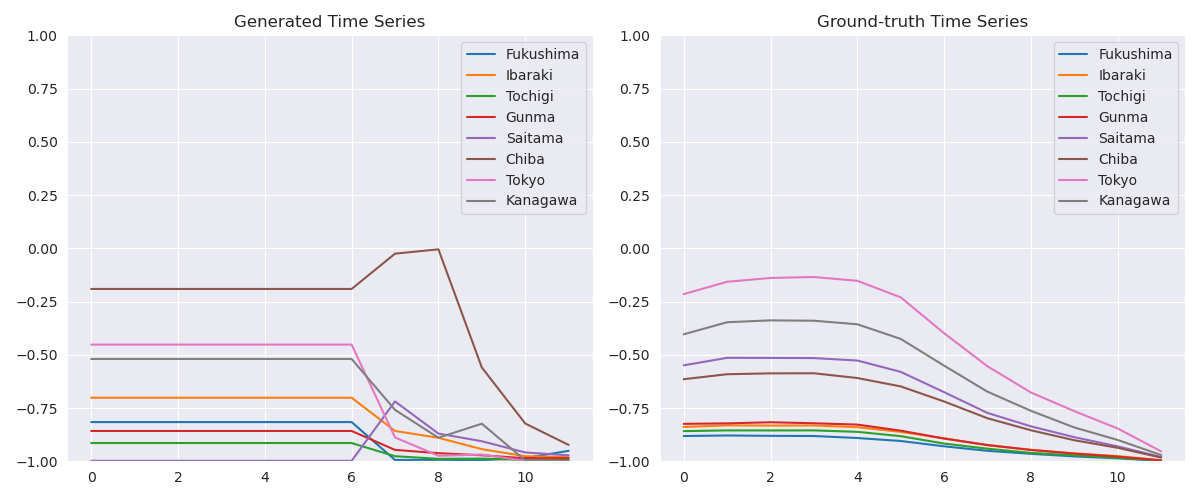 Generated Time Series
1.00
0.75
0.50
0.25
0.00
−0.25
−0.50
−0.75
−1.00
0 2 4 6 8 10
Fukushima
Ibaraki
Tochigi
Gunma
Saitama
Chiba
Tokyo
Kanagawa
Ground-truth Time Series
1.00
0.75
0.50
0.25
0.00
−0.25
−0.50
−0.75
−1.00
0 2 4 6 8 10
Fukushima
Ibaraki
Tochigi
Gunma
Saitama
Chiba
Tokyo
Kanagawa